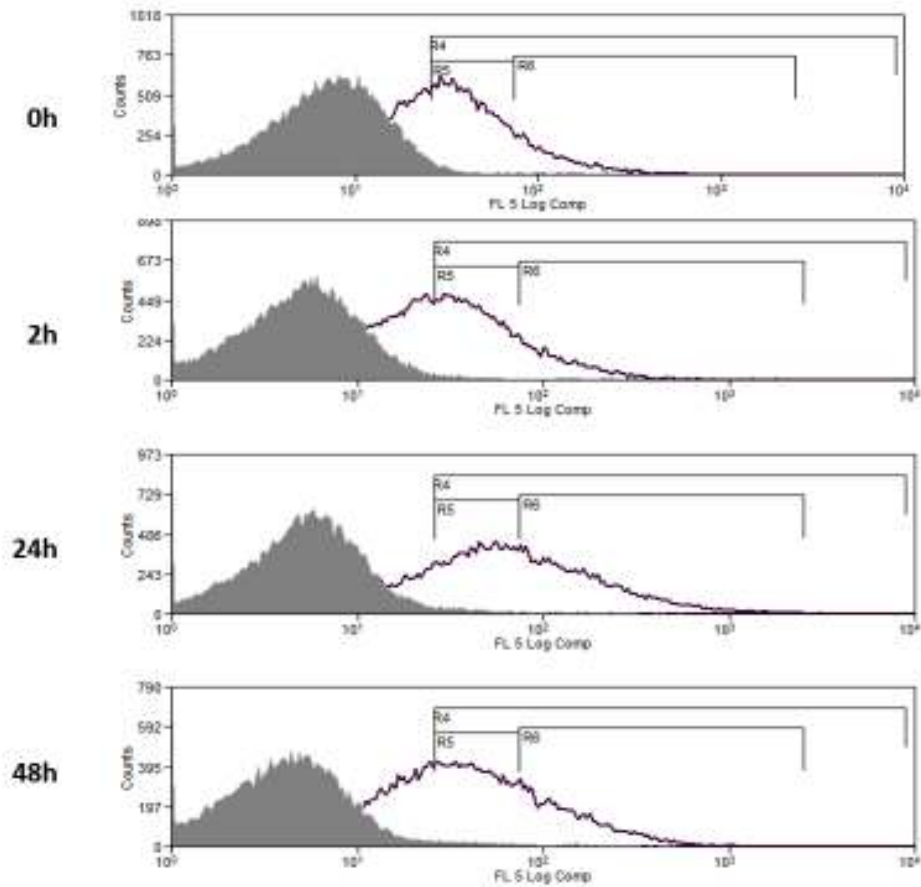 0h
Counts
1018
763
509
254
0
R4
R5
R6
10⁰ 10¹ 10² 10³ 10⁴
FL 5 Log Comp
2h
Counts
673
449
224
0
R4
R5 R6
10⁰ 10¹ 10² 10³ 10⁴
FL 5 Log Comp
24h
Counts
973
729
486
243
0
R4
R5 R6
10⁰ 10¹ 10² 10³ 10⁴
FL 5 Log Comp
48h
Counts
790
592
395
197
0
R4
R5 R6
10⁰ 10¹ 10² 10³ 10⁴
FL 5 Log Comp